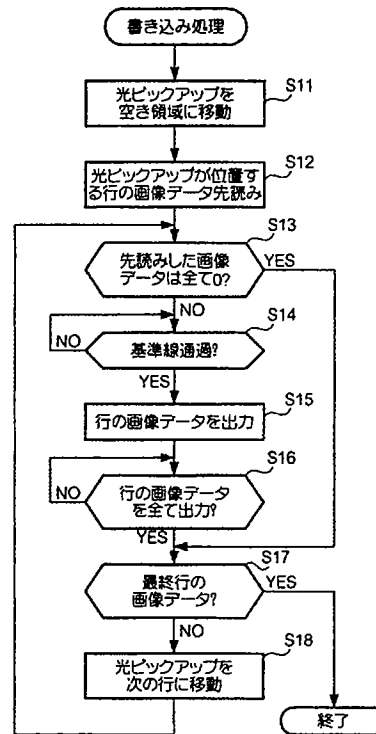 書き込み処理
S11
光ピックアップを
空き領域に移動
S12
光ピックアップが位置す
る行の画像データ先読み
S13
先読みした画像
データは全て0?
YES
NO
S14
NO
基準線通過?
YES
S15
行の画像データを出力
S16
NO
行の画像データ
を全て出力?
YES
S17
最終行の
画像データ?
YES
NO
S18
光ピックアップを
次の行に移動
終了